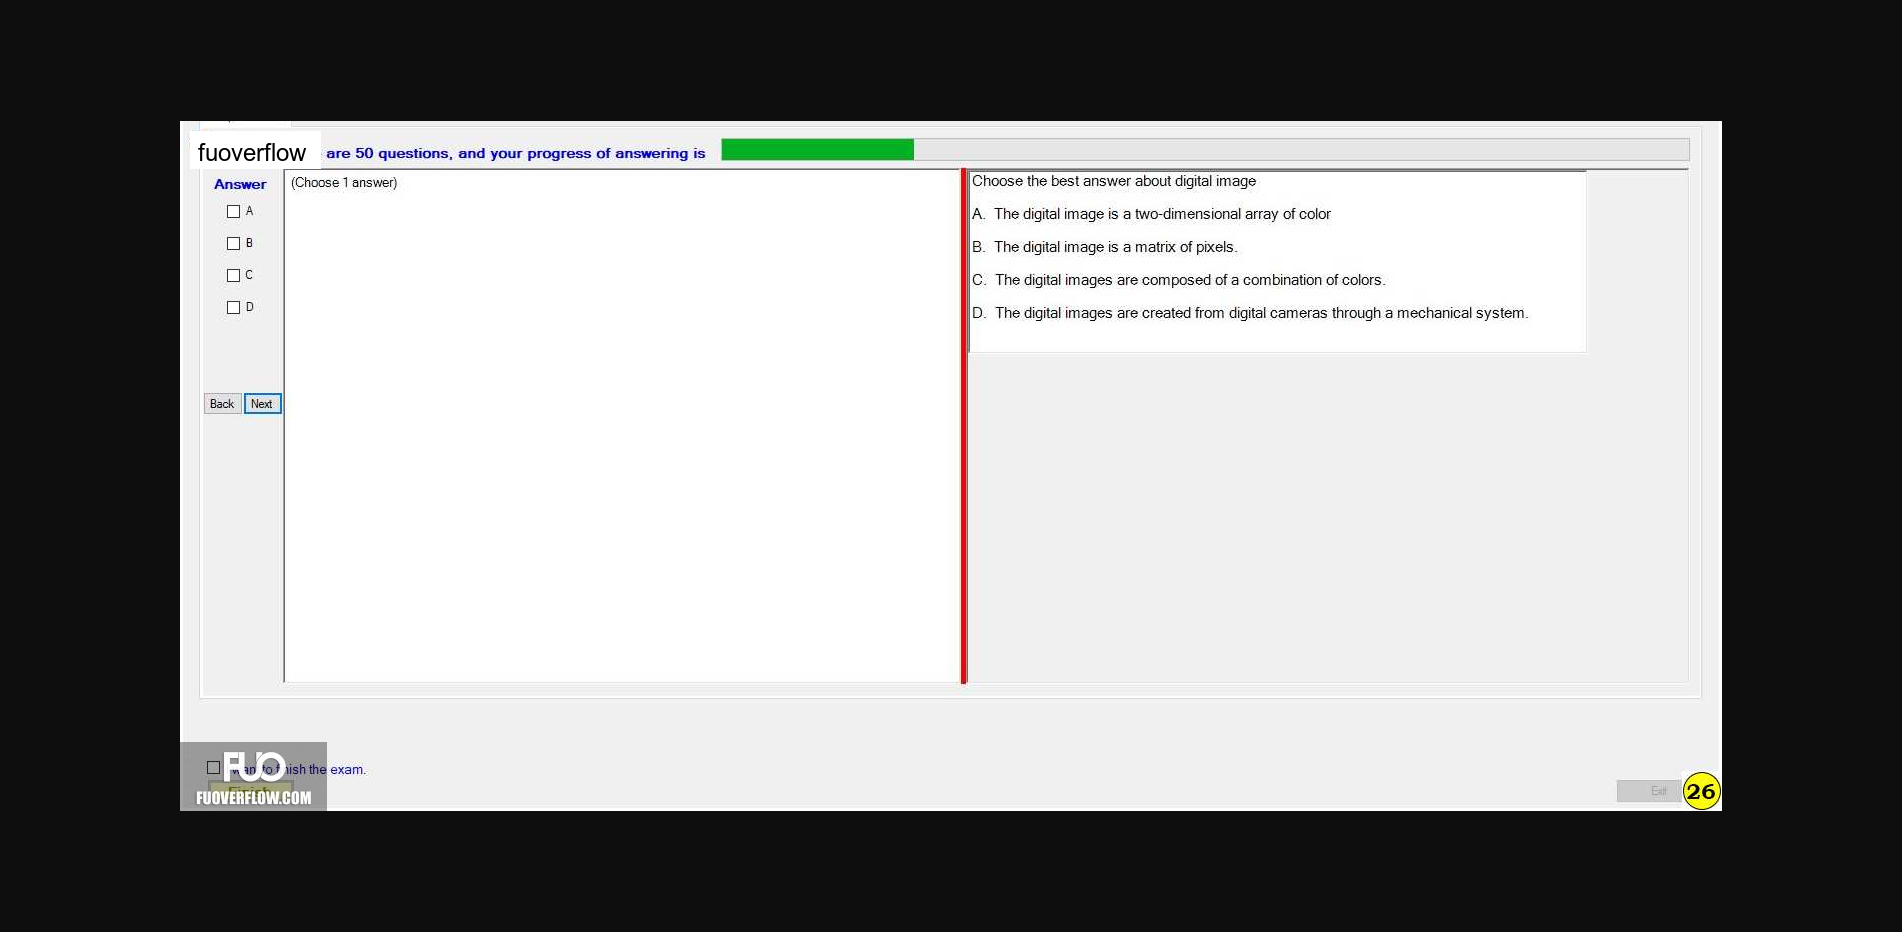 fuoverflow are 50 questions, and your progress of answering is
Answer
A
B
C
D
Back Next
(Choose 1 answer)
Choose the best answer about digital image
A. The digital image is a two-dimensional array of color
B. The digital image is a matrix of pixels.
C. The digital images are composed of a combination of colors.
D. The digital images are created from digital cameras through a mechanical system.
want to finish the exam.
Finish
FUO
FUOVERFLOW.COM
Exit
26